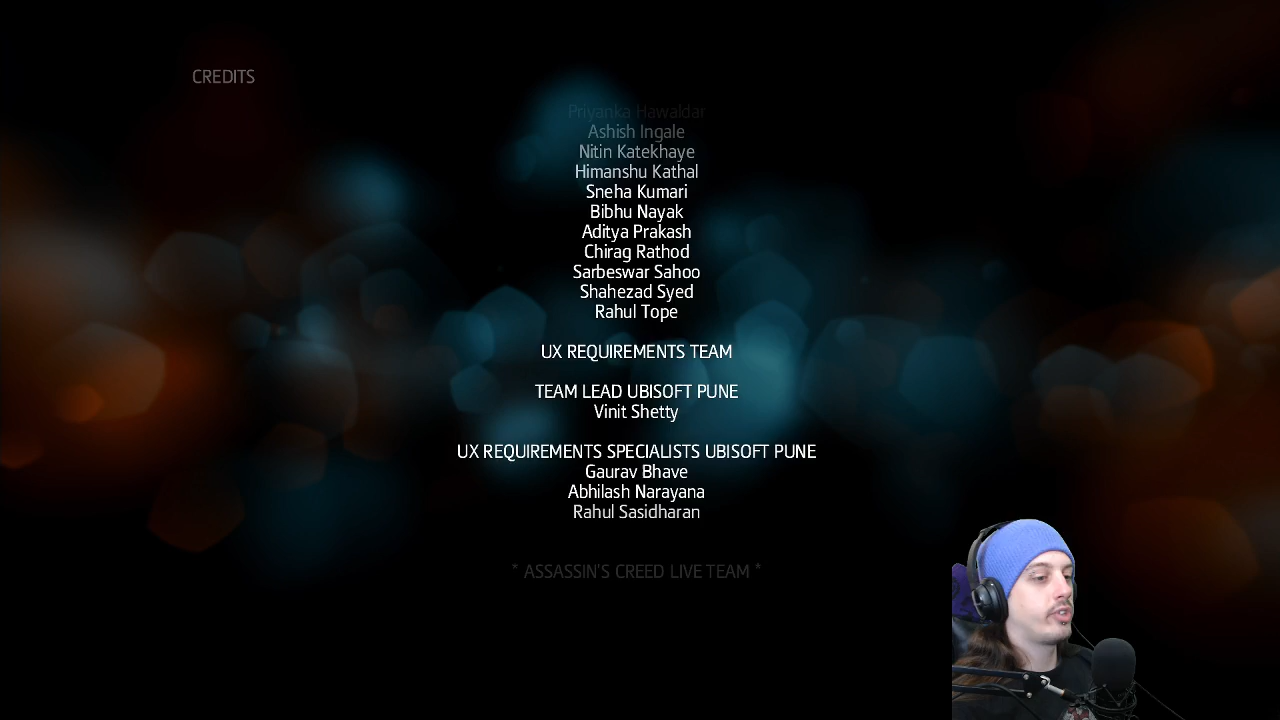 CREDITS
Priyanka Hawaldar
Ashish Ingale
Nitin Katekhaye
Himanshu Kathal
Sneha Kumari
Bibhu Nayak
Aditya Prakash
Chirag Rathod
Sarbeswar Sahoo
Shahezad Syed
Rahul Tope
UX REQUIREMENTS TEAM
TEAM LEAD UBISOFT PUNE
Vinit Shetty
UX REQUIREMENTS SPECIALISTS UBISOFT PUNE
Gaurav Bhave
Abhilash Narayana
Rahul Sasidharan
* ASSASSIN'S CREED LIVE TEAM *